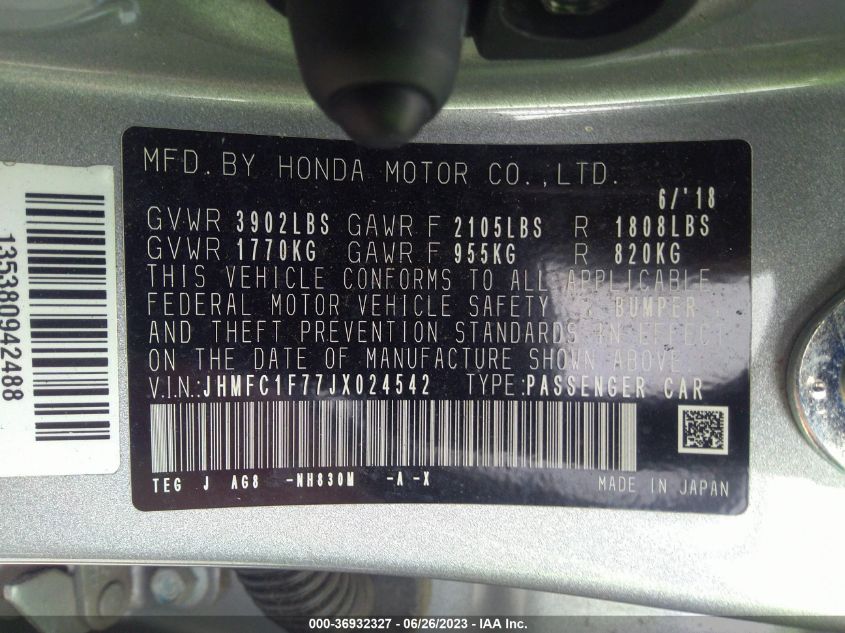 MFD. BY HONDA MOTOR CO., LTD.
6/'18
GVWR 3902LBS GAWR F 2105LBS R 1808LBS
GVWR 1770KG GAWR F 955KG R 820KG
THIS VEHICLE CONFORMS TO ALL APPLICABLE
FEDERAL MOTOR VEHICLE SAFETY & BUMPER
AND THEFT PREVENTION STANDARDS IN EFFECT
ON THE DATE OF MANUFACTURE SHOWN ABOVE.
V.I.N.:JHMFC1F77JX024542 TYPE:PASSENGER CAR
TEG J AG8 -NH830M -A -X
MADE IN JAPAN
135380942488
000-36932327 - 06/26/2023 - IAA Inc.